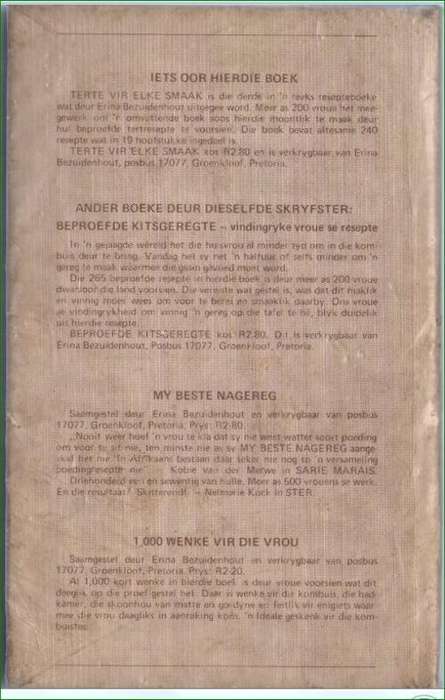 IETS OOR HIERDIE BOEK
TERTE VIR ELKE SMAAK is die derde in 'n reeks resepteboeke
wat deur Erina Bezuidenhout uitgegee word. Meer as 200 vroue het mee-
gewerk om 'n omvattende boek soos hierdie moontlik te maak deur
hul beproefde tertresepte te voorsien. Die boek bevat altesame 240
resepte wat in 19 hoofstukke ingedeel is.
TERTE VIR ELKE SMAAK kos R2.80 en is verkrygbaar van Erina
Bezuidenhout, posbus 17077, Groenkloof, Pretoria.
ANDER BOEKE DEUR DIESELFDE SKRYFSTER:
BEPROEFDE KITSGEREGTE – vindingryke vroue se resepte
In 'n gejaagde wêreld het die huisvrou al minder tyd om in die kom-
buis deur te bring. Vandag het sy net 'n halfuur of selfs minder om 'n
gereg te maak waarmee die gesin gevoed moet word.
Die 265 beproefde resepte in hierdie boek is deur meer as 200 vroue
dwarsdeur die land voorsien. Die vereiste wat gestel is, was dat dit maklik
en vinnig moet wees om voor te berei en smaaklik daarby. Ons vroue
se vindingrykheid om vinnig 'n gereg op die tafel te hê, blyk duidelik
uit hierdie resepte.
BEPROEFDE KITSGEREGTE kos R2.80. Dit is verkrygbaar van
Erina Bezuidenhout, Posbus 17077, Groenkloof, Pretoria.
MY BESTE NAGEREG
Saamgestel deur Erina Bezuidenhout en verkrygbaar van posbus
17077, Groenkloof, Pretoria. Prys: R2-80.
„Nooit weer hoef 'n vrou te kla dat sy nie weet watter soort poeding
om voor te sit nie, ten minste nie as sy MY BESTE NAGEREG aange-
skaf het nie. In Afrikaans bestaan daar seker nie nog so 'n versameling
poedingresepte nie Kobie van der Merwe in SARIE MARAIS.
Driehonderd een en sewentig van hulle. Meer as 500 vrouens se werk.
En die resultaat? Skitterend! – Nelmarie Kock in STER.
1,000 WENKE VIR DIE VROU
Saamgestel deur Erina Bezuidenhout en verkrygbaar van posbus
17077, Groenkloof, Pretoria. Prys: R2-20.
Al 1,000 kort wenke in hierdie boek is deur vroue voorsien wat dit
deeglik op die proef gestel het. Daar is wenke vir die kombuis, die bad-
kamer, die skoonhou van matte en gordyne en feitlik vir enigiets waar-
mee die vrou daagliks in aanraking kom. 'n Ideale geskenk vir die kom-
buistee.